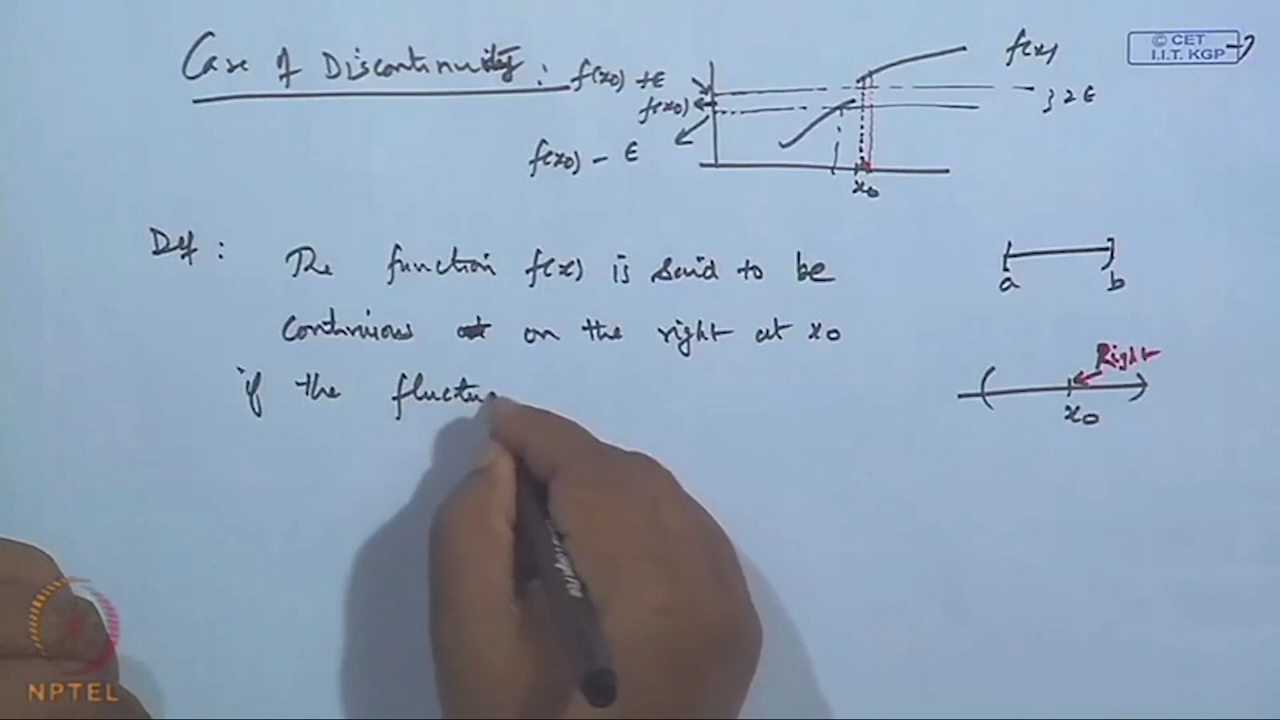 Case of Discontinuity :
f(x0) + ε
f(x0)
f(x0) - ε
f(x)
} 2 ε
x0
© CET
I.I.T. KGP
Def : The function f(x) is said to be
continuous on the right at x0
if the fluctu
a b
Right
x0
NPTEL